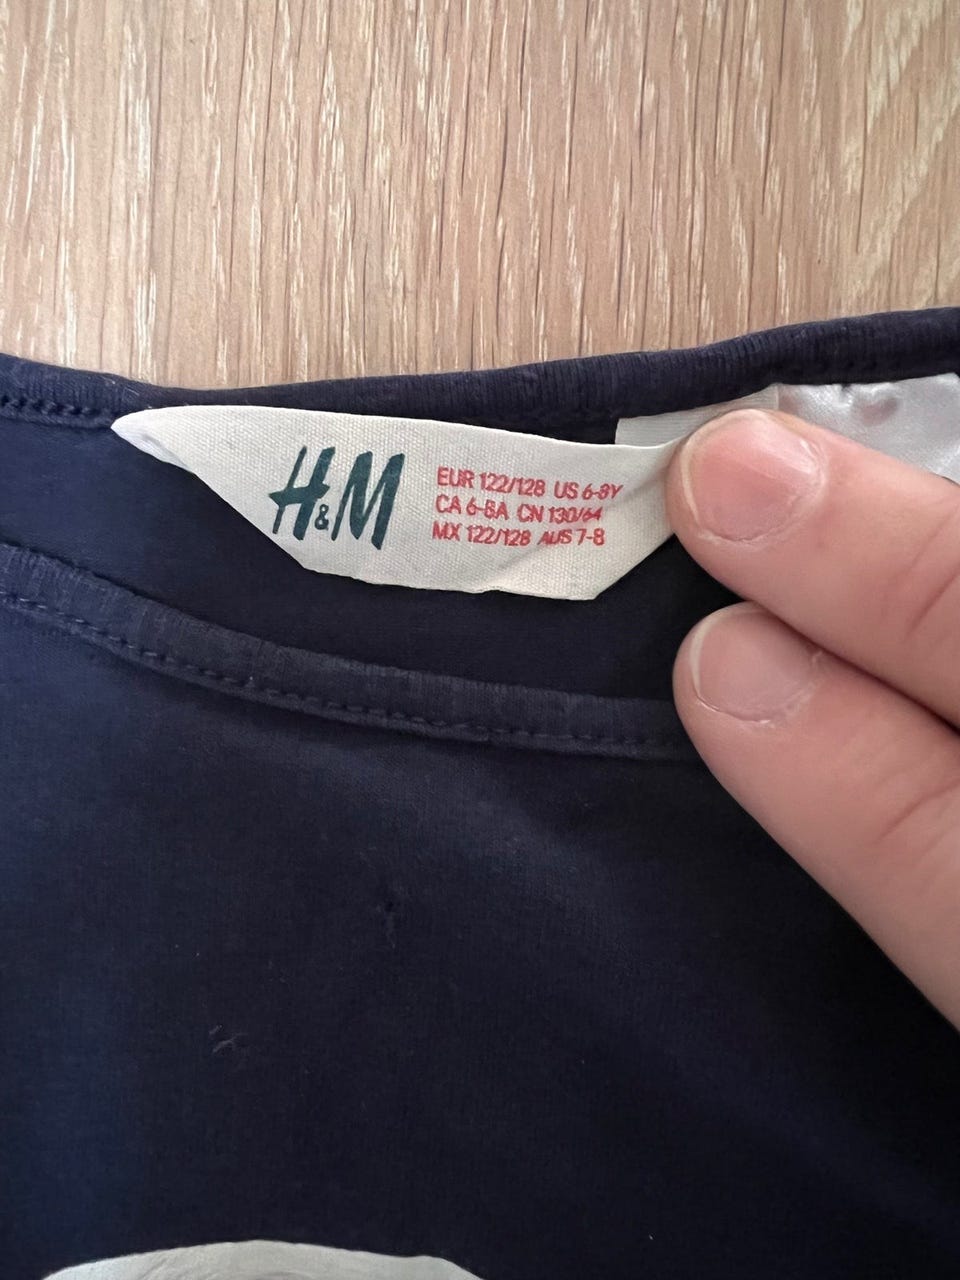 H&M
EUR 122/128 US 6-8Y
CA 6-8A CN 130/64
MX 122/128 AUS 7-8